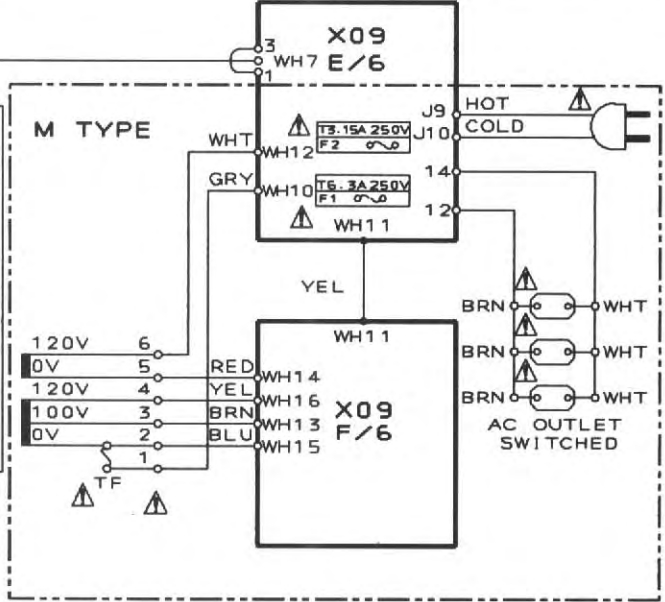 X09
E/6
3
WH7
1
M TYPE
J9 HOT
J10 COLD
WHT
WH12
T3.15A 250V
F2
GRY
WH10
T6.3A250V
F1
14
12
WH11
YEL
WH11
BRN WHT
BRN WHT
BRN WHT
AC OUTLET
SWITCHED
120V 6
0V 5 RED WH14
120V 4 YEL WH16
100V 3 BRN WH13
0V 2 BLU WH15
1
TF
X09
F/6